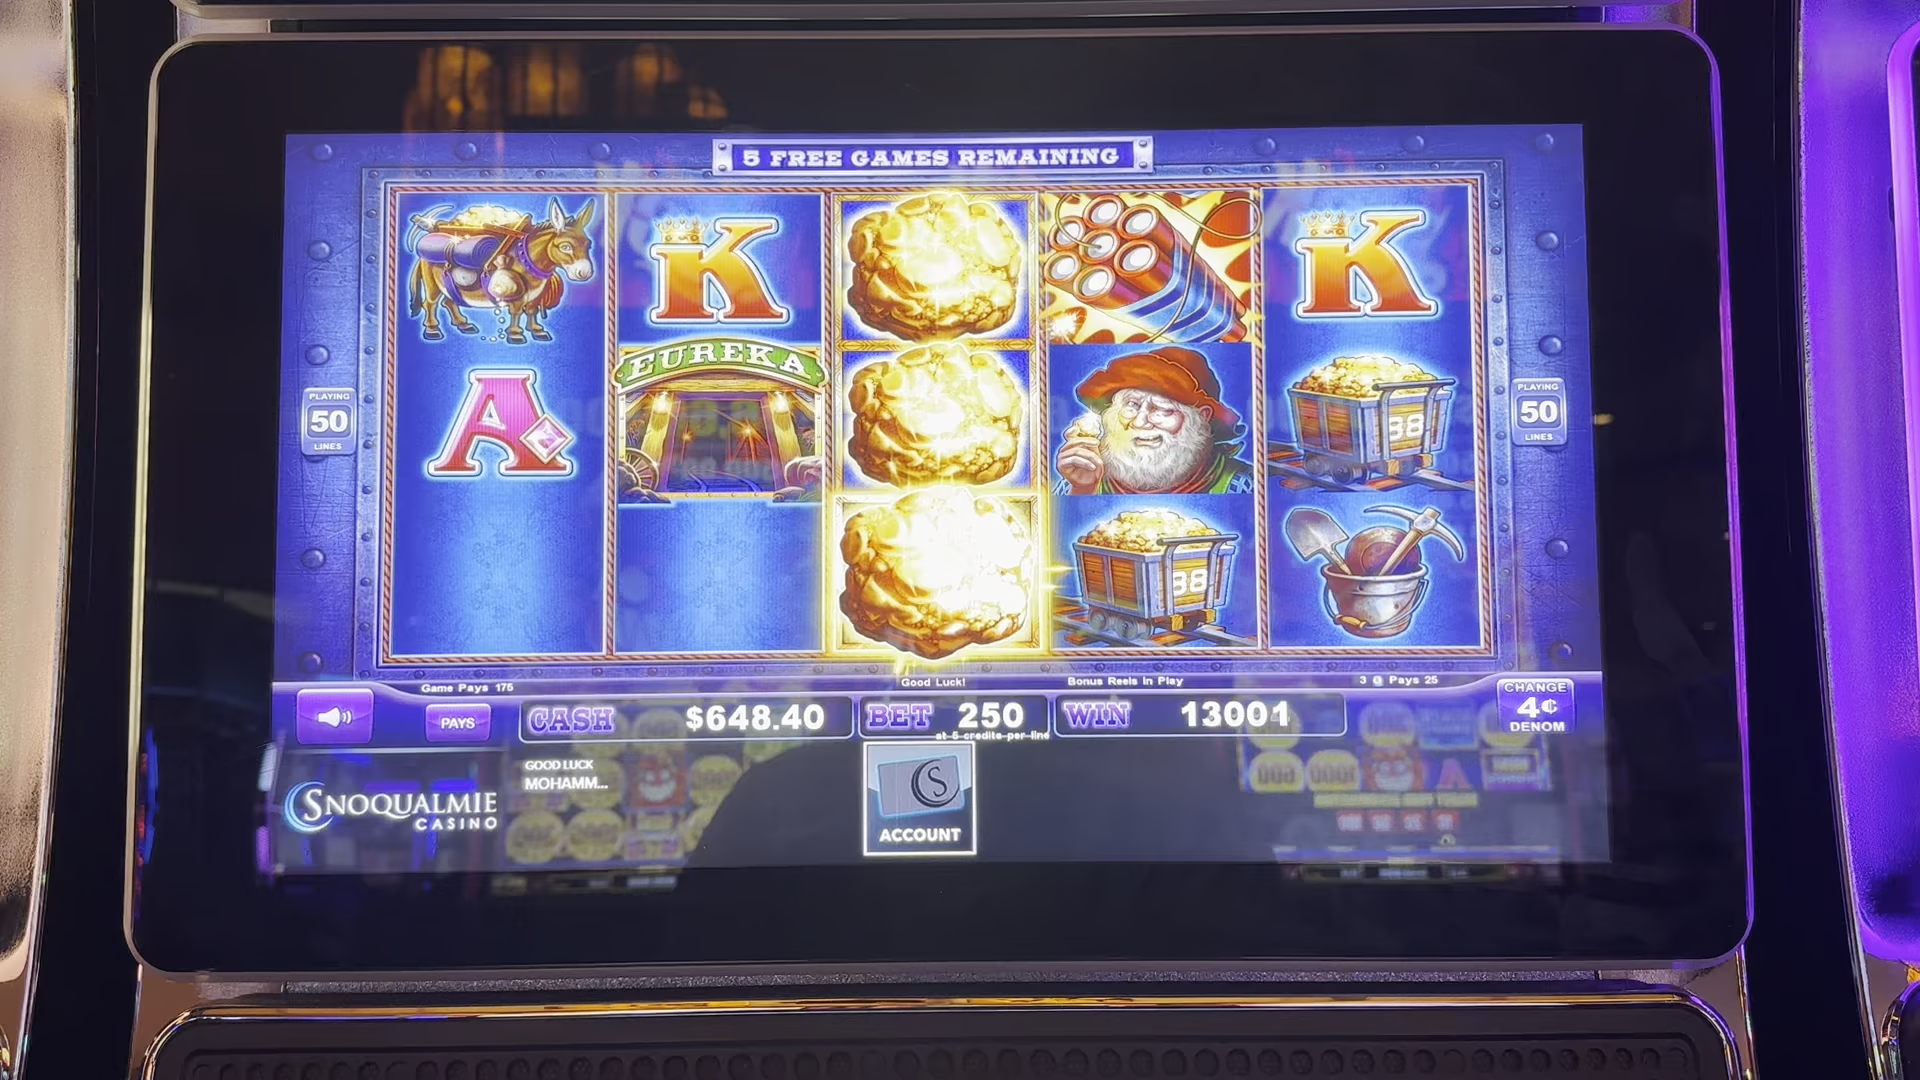 5 FREE GAMES REMAINING
K
K
EUREKA
A
88
PLAYING
50
LINES
PLAYING
50
LINES
88
Game Pays 175
Good Luck!
Bonus Reels In Play
Pays 25
PAYS
CASH $648.40
BET 250
at 5 credits per line
WIN 13001
CHANGE
4¢
DENOM
GOOD LUCK
MOHAMM...
SNOQUALMIE
CASINO
S
ACCOUNT